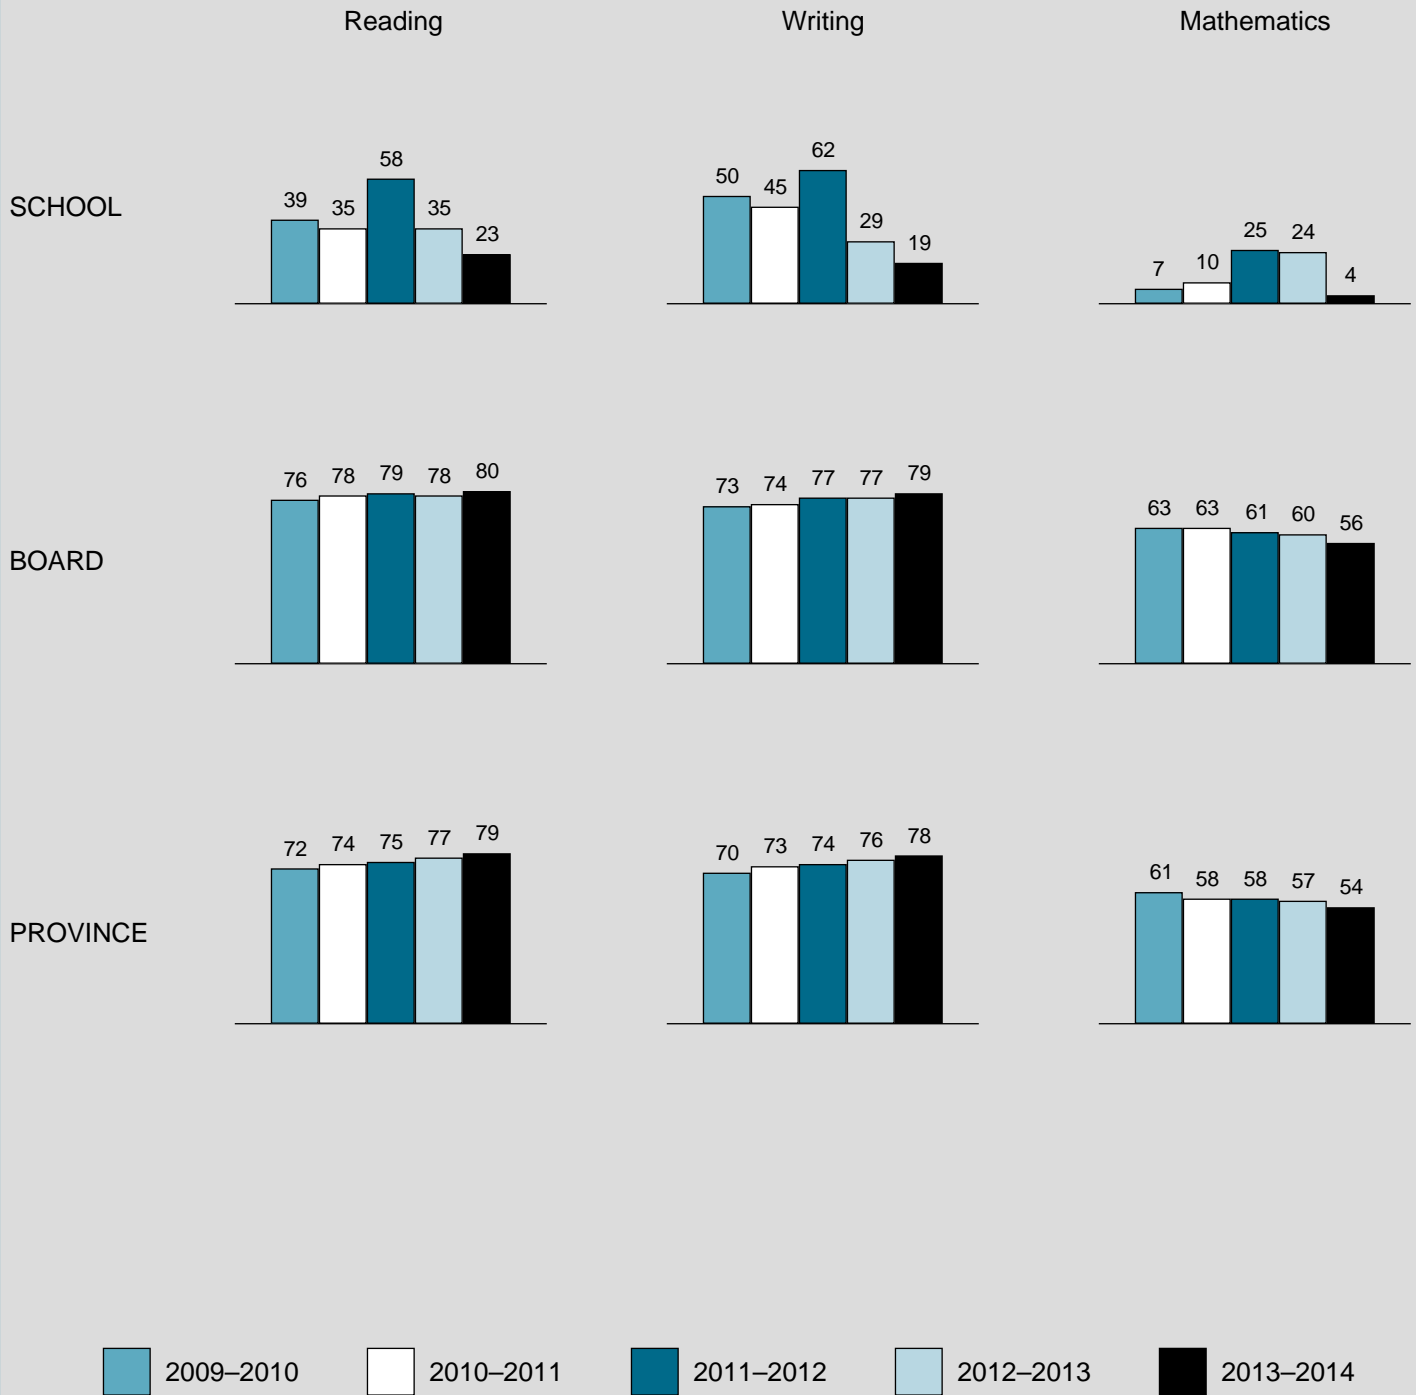 Reading Writing Mathematics
SCHOOL
39 35 58 35 23
50 45 62 29 19
7 10 25 24 4
BOARD
76 78 79 78 80
73 74 77 77 79
63 63 61 60 56
PROVINCE
72 74 75 77 79
70 73 74 76 78
61 58 58 57 54
2009–2010 2010–2011 2011–2012 2012–2013 2013–2014